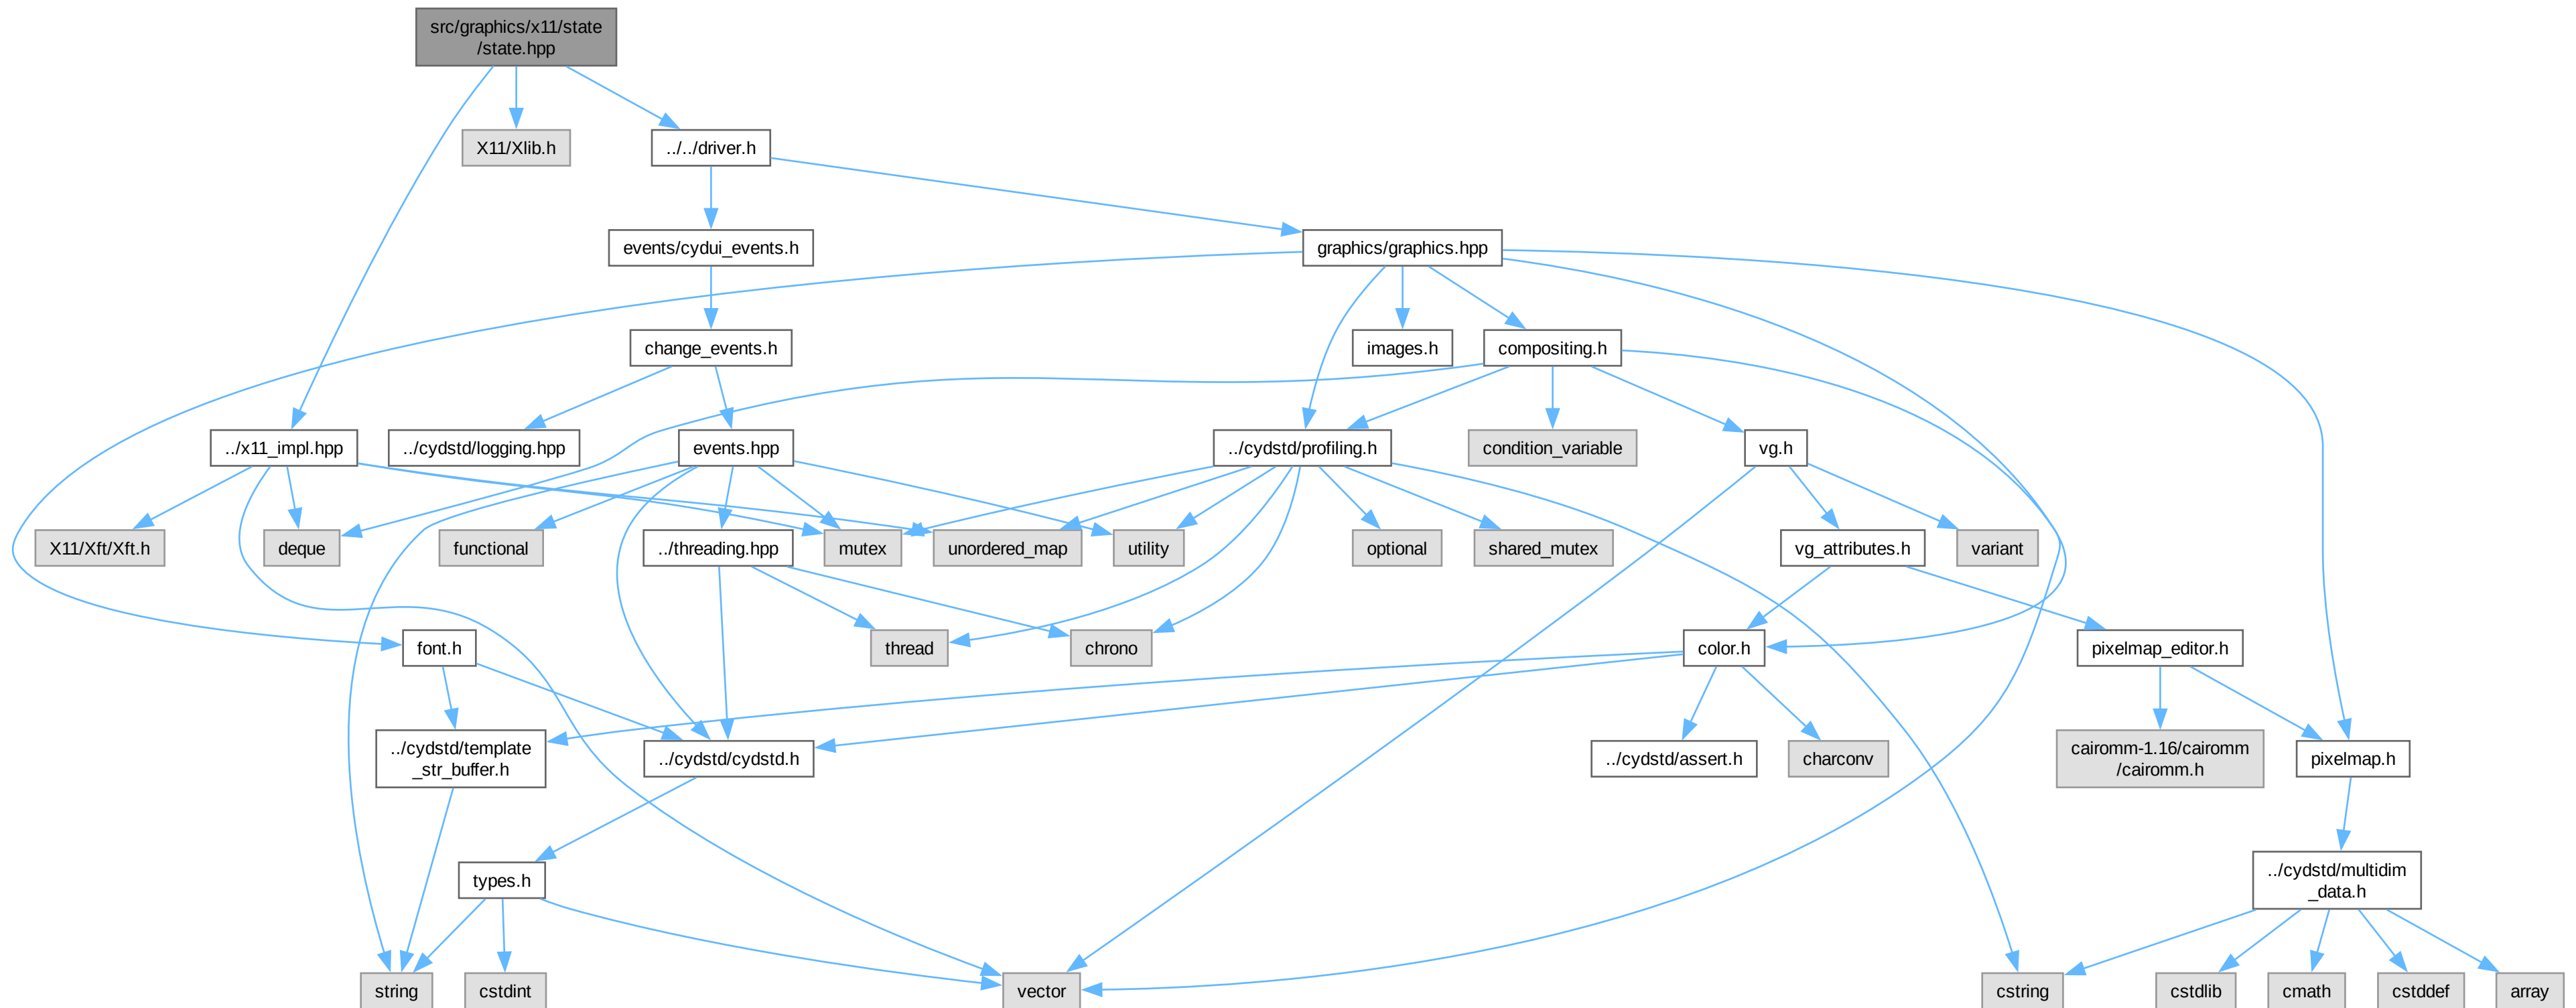 src/graphics/x11/state
/state.hpp
X11/Xlib.h
../../driver.h
events/cydui_events.h
graphics/graphics.hpp
change_events.h
images.h
compositing.h
../x11_impl.hpp
../cydstd/logging.hpp
events.hpp
../cydstd/profiling.h
condition_variable
vg.h
X11/Xft/Xft.h
deque
functional
../threading.hpp
mutex
unordered_map
utility
optional
shared_mutex
vg_attributes.h
variant
font.h
thread
chrono
color.h
pixelmap_editor.h
../cydstd/template
_str_buffer.h
../cydstd/cydstd.h
../cydstd/assert.h
charconv
cairomm-1.16/cairomm
/cairomm.h
pixelmap.h
types.h
../cydstd/multidim
_data.h
string
cstdint
vector
cstring
cstdlib
cmath
cstddef
array